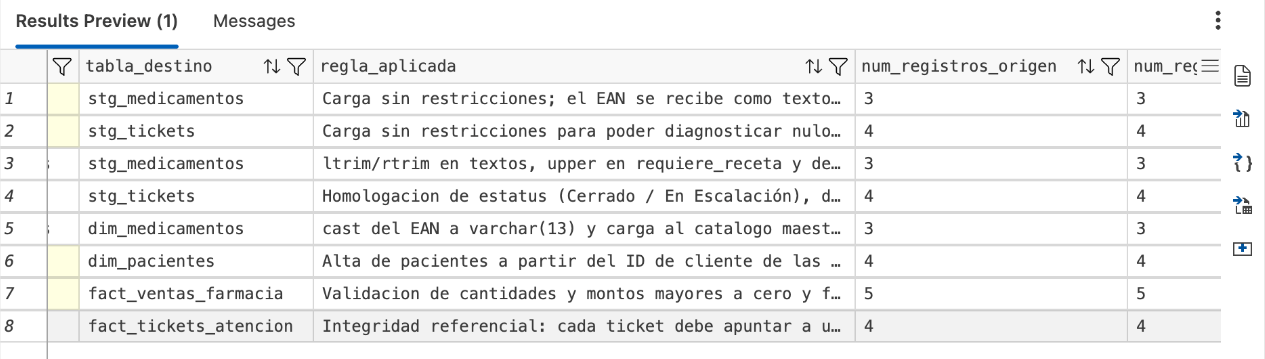 Results Preview (1) Messages
tabla_destino regla_aplicada num_registros_origen num_reg
1 stg_medicamentos Carga sin restricciones; el EAN se recibe como texto… 3 3
2 stg_tickets Carga sin restricciones para poder diagnosticar nulo… 4 4
3 stg_medicamentos ltrim/rtrim en textos, upper en requiere_receta y de… 3 3
4 stg_tickets Homologacion de estatus (Cerrado / En Escalación), d… 4 4
5 dim_medicamentos cast del EAN a varchar(13) y carga al catalogo maest… 3 3
6 dim_pacientes Alta de pacientes a partir del ID de cliente de las … 4 4
7 fact_ventas_farmacia Validacion de cantidades y montos mayores a cero y f… 5 5
8 fact_tickets_atencion Integridad referencial: cada ticket debe apuntar a u… 4 4